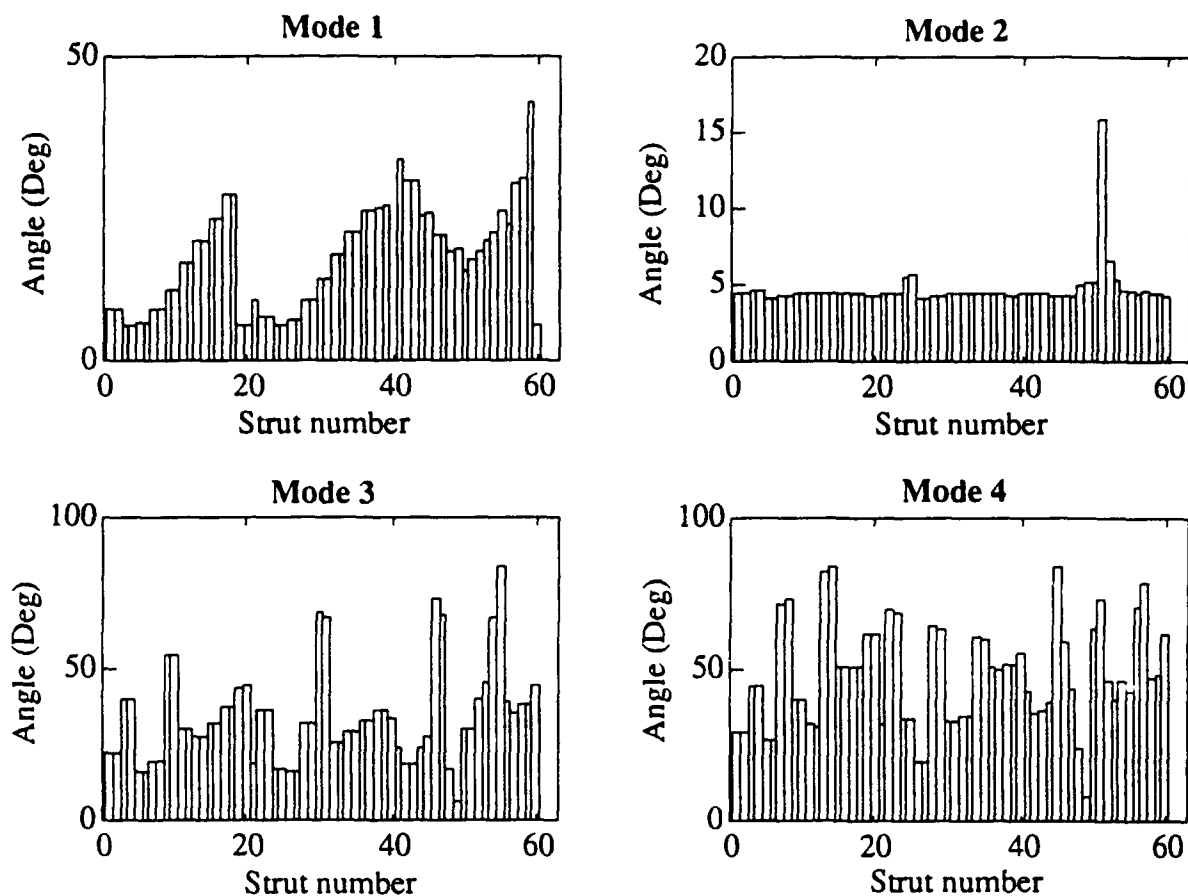 Mode 1
50
0
Angle (Deg)
0 20 40 60
Strut number
Mode 2
20
15
10
5
0
Angle (Deg)
0 20 40 60
Strut number
Mode 3
100
50
0
Angle (Deg)
0 20 40 60
Strut number
Mode 4
100
50
0
Angle (Deg)
0 20 40 60
Strut number